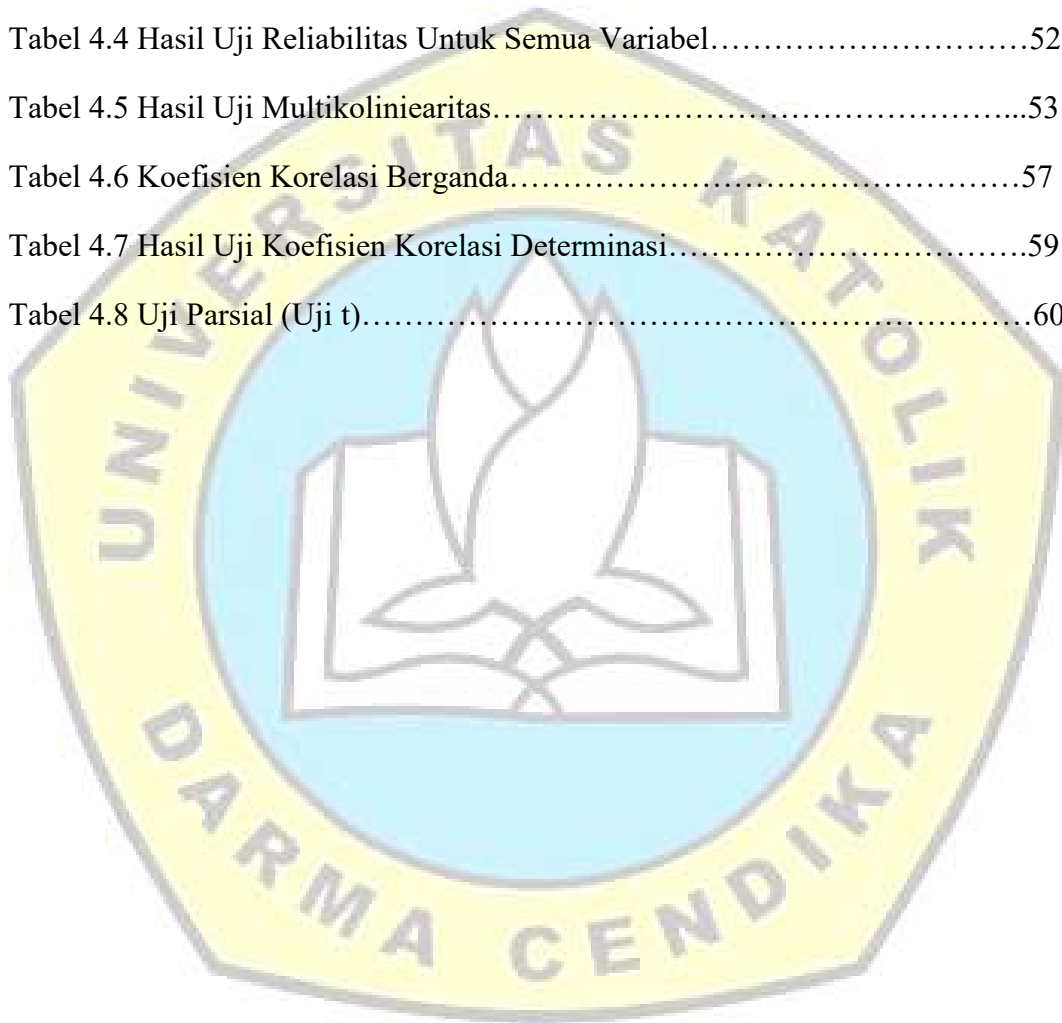 Tabel 4.4 Hasil Uji Reliabilitas Untuk Semua Variabel…………………………52
Tabel 4.5 Hasil Uji Multikoliniearitas…………………………………………...53
Tabel 4.6 Koefisien Korelasi Berganda…………………………………………57
Tabel 4.7 Hasil Uji Koefisien Korelasi Determinasi…………………………….59
Tabel 4.8 Uji Parsial (Uji t)………………………………………………………60
UNIVERSITAS KATOLIK
DARMA CENDIKA